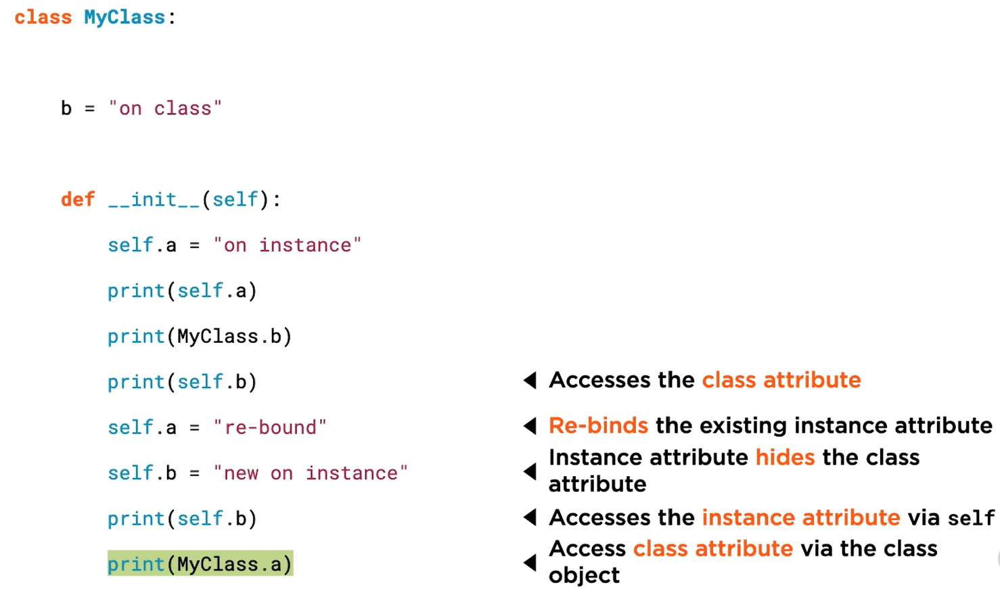 class MyClass:
b = "on class"
def __init__(self):
self.a = "on instance"
print(self.a)
print(MyClass.b)
print(self.b)
◀ Accesses the class attribute
self.a = "re-bound"
◀ Re-binds the existing instance attribute
self.b = "new on instance"
◀ Instance attribute hides the class
attribute
print(self.b)
◀ Accesses the instance attribute via self
print(MyClass.a)
◀ Access class attribute via the class
object